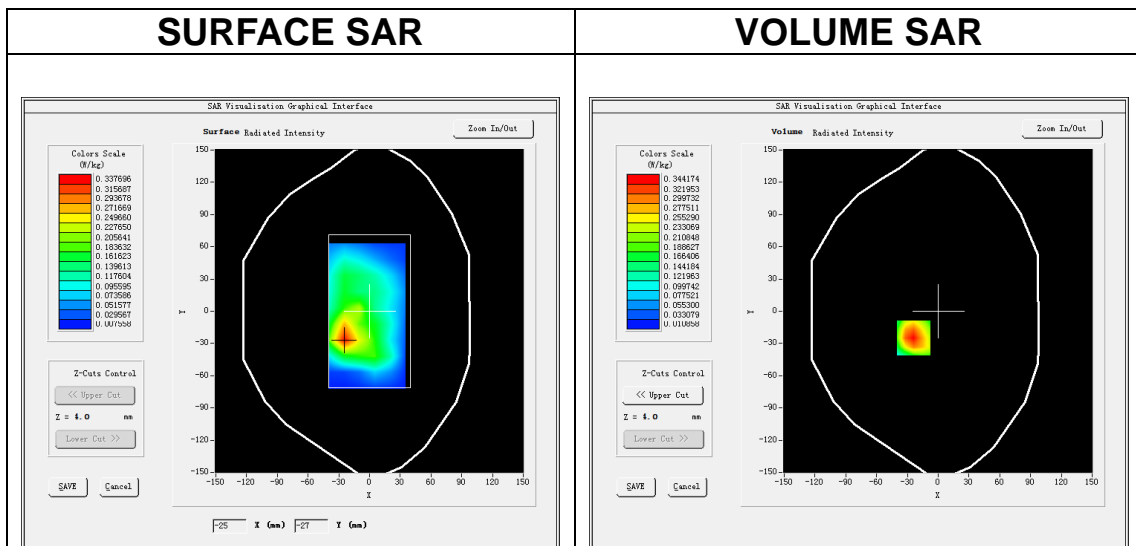 SURFACE SAR
VOLUME SAR
SAR Visualisation Graphical Interface
Surface Radiated Intensity
Zoom In/Out
Colors Scale
(W/kg)
0.337696
0.315687
0.293678
0.271669
0.249660
0.227650
0.205641
0.183632
0.161623
0.139613
0.117604
0.095595
0.073586
0.051577
0.029567
0.007558
150
120
90
60
30
0
-30
-60
-90
-120
-150
Y
-150 -120 -90 -60 -30 0 30 60 90 120 150
X
Z-Cuts Control
<< Upper Cut
Z = 4.0 mm
Lower Cut >>
SAVE Cancel
-25 X (mm) -27 Y (mm)
SAR Visualisation Graphical Interface
Volume Radiated Intensity
Zoom In/Out
Colors Scale
(W/kg)
0.344174
0.321953
0.299732
0.277511
0.255290
0.233069
0.210848
0.188627
0.166406
0.144184
0.121963
0.099742
0.077521
0.055300
0.033079
0.010858
150
120
90
60
30
0
-30
-60
-90
-120
-150
Y
-150 -120 -90 -60 -30 0 30 60 90 120 150
X
Z-Cuts Control
<< Upper Cut
Z = 4.0 mm
Lower Cut >>
SAVE Cancel